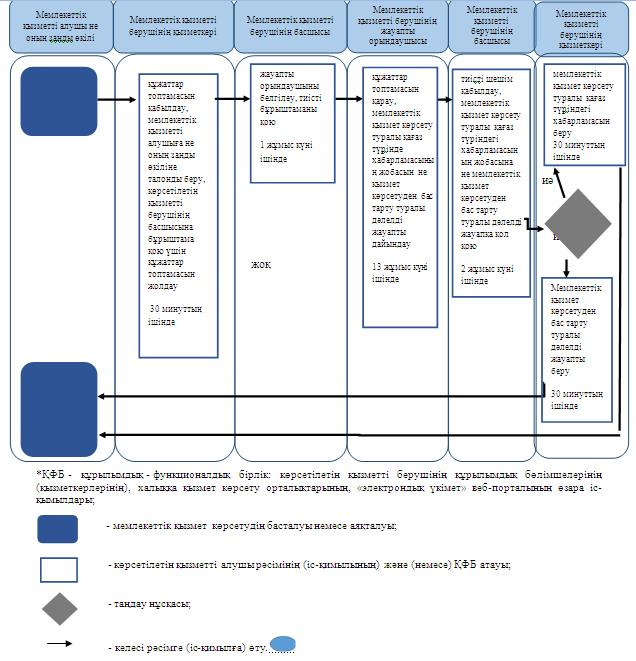 Мемлекеттік
қызметті алушы не
оның заңды өкілі
Мемлекеттік қызметті
берушінің қызметкері
Мемлекеттік қызметті
берушінің басшысы
Мемлекеттік
қызметті берушінің
жауапты
орындаушысы
Мемлекеттік
қызметті
берушінің
басшысы
Мемлекеттік
қызметті
берушінің
қызметкері
құжаттар
топтамасын
қабылдау,
мемлекеттік
қызметті
алушыға не
оның заңды
өкіліне
талонды беру,
көрсетілетін
қызметті
берушінің
басшысына
бұрыштама
қою үшін
құжаттар
топтамасын
жолдау
30 минуттың
ішінде
жауапты
орындаушыны
белгілеу, тиісті
бұрыштаманы
қою
1 жұмыс күні
ішінде
жоқ
құжаттар
топтамасын
қарау,
мемлекеттік
қызмет көрсету
туралы қағаз
түрінде
хабарламасыны
ң жобасын не
қызмет
көрсетуден бас
тарту туралы
дәлелді
жауапты
дайындау
13 жұмыс күні
ішінде
тиісті шешім
қабылдау,
мемлекеттік
қызмет көрсету
туралы қағаз
түріндегі
хабарламасын
ың жобасына
не мемлекеттік
қызмет
көрсетуден
бас тарту
туралы дәлелді
жауапқа қол
қою
2 жұмыс күні
ішінде
мемлекеттік
қызмет көрсету
туралы қағаз
түріндегі
хабарламасын
беру
30 минуттың
ішінде
иә
Мемлекеттік
қызмет
көрсетуден
бас тарту
туралы
дәлелді
жауапты
беру
30 минуттың
ішінде
*ҚФБ - құрылымдық - функционалдық бірлік: көрсетілетін қызметті берушінің құрылымдық бөлімшелерінің
(қызметкерлерінің), халыққа қызмет көрсету орталықтарының, «электрондық үкімет» веб-порталының өзара іс-
қимылдары;
- мемлекеттік қызмет көрсетудің басталуы немесе аяқталуы;
- көрсетілетін қызметті алушы рәсімінің (іс-қимылының) және (немесе) ҚФБ атауы;
- таңдау нұсқасы;
- келесі рәсімге (іс-қимылға) өту.